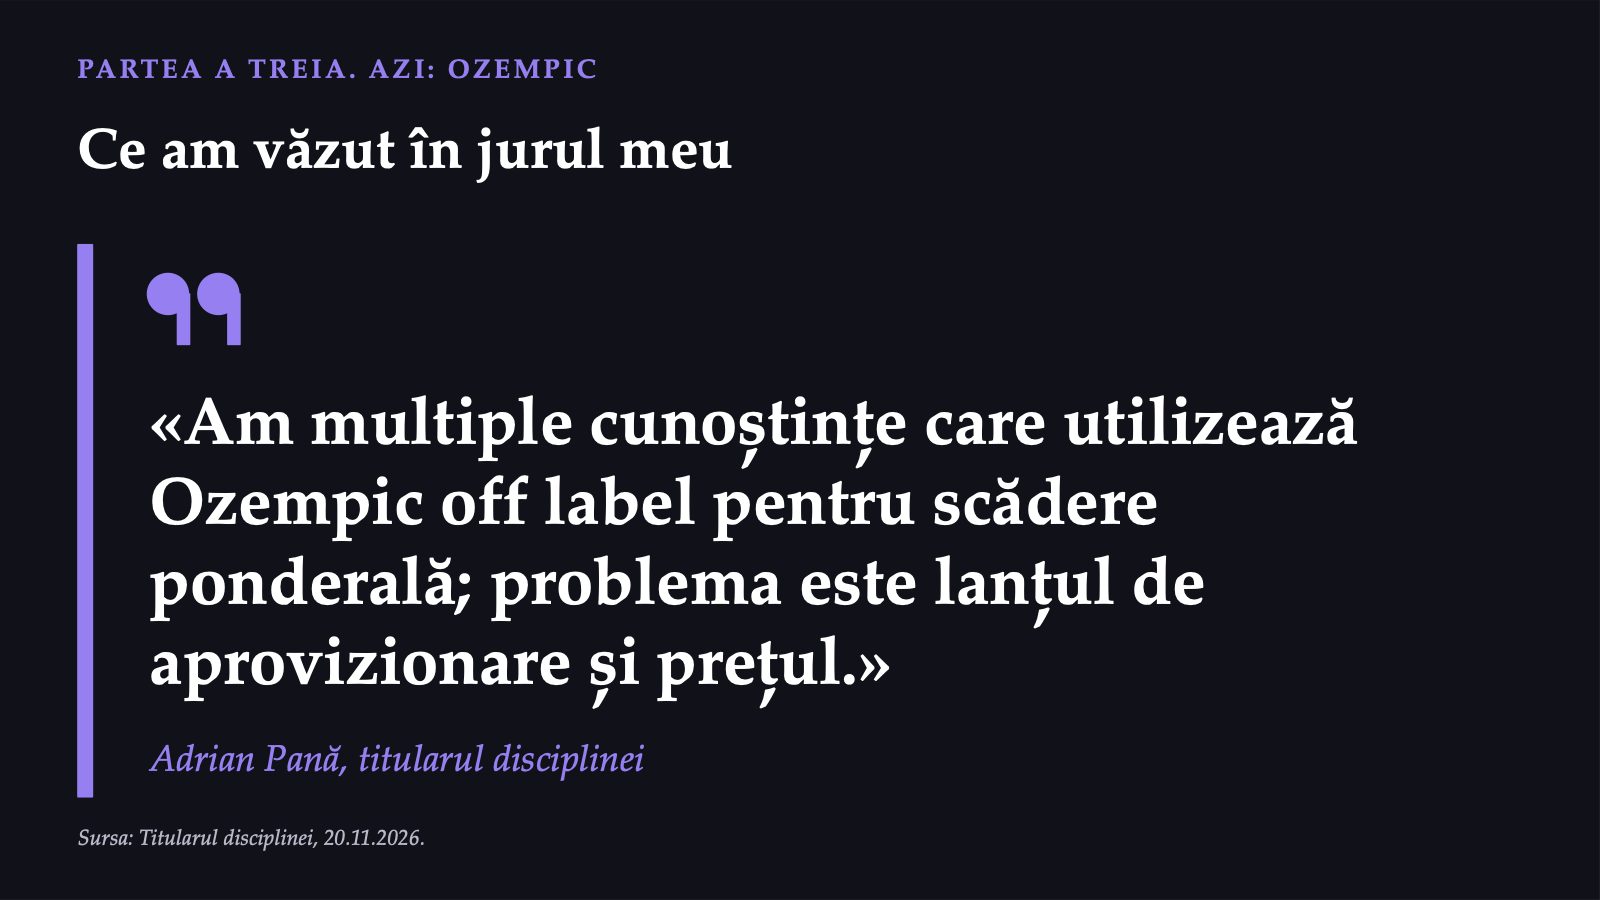 PARTEA A TREIA. AZI: OZEMPIC
Ce am văzut în jurul meu
«Am multiple cunoștințe care utilizează
Ozempic off label pentru scădere
ponderală; problema este lanțul de
aprovizionare și prețul.»
Adrian Pană, titularul disciplinei
Sursa: Titularul disciplinei, 20.11.2026.